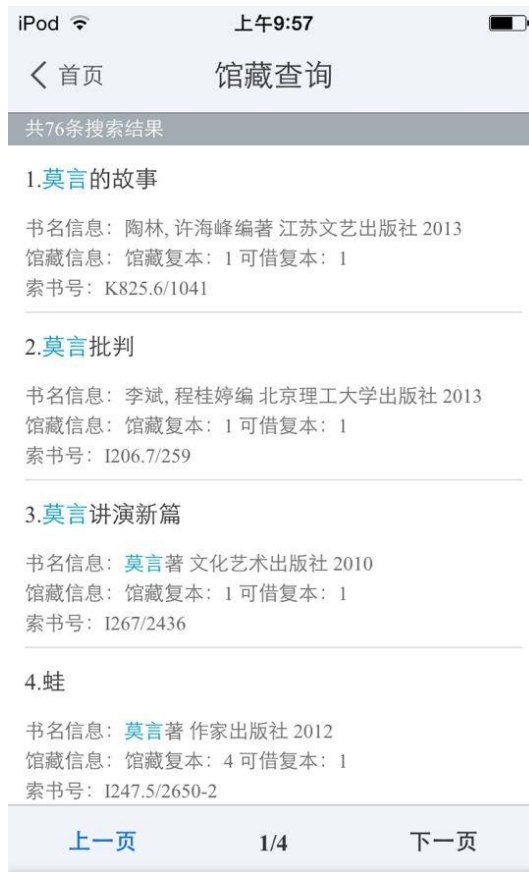 iPod 上午9:57
首页 馆藏查询
共76条搜索结果
1.莫言的故事
书名信息：陶林, 许海峰编著 江苏文艺出版社 2013
馆藏信息：馆藏复本：1 可借复本：1
索书号：K825.6/1041
2.莫言批判
书名信息：李斌, 程桂婷编 北京理工大学出版社 2013
馆藏信息：馆藏复本：1 可借复本：1
索书号：I206.7/259
3.莫言讲演新篇
书名信息：莫言著 文化艺术出版社 2010
馆藏信息：馆藏复本：1 可借复本：1
索书号：I267/2436
4.蛙
书名信息：莫言著 作家出版社 2012
馆藏信息：馆藏复本：4 可借复本：1
索书号：I247.5/2650-2
上一页 1/4 下一页